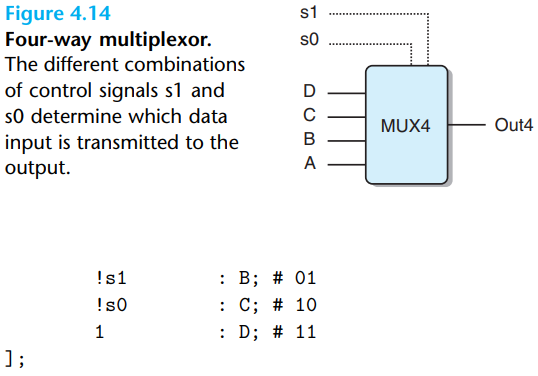 Figure 4.14
Four-way multiplexor.
The different combinations
of control signals s1 and
s0 determine which data
input is transmitted to the
output.
s1
s0
D
C
B
A
MUX4
Out4
!s1 : B; # 01
!s0 : C; # 10
1 : D; # 11
];